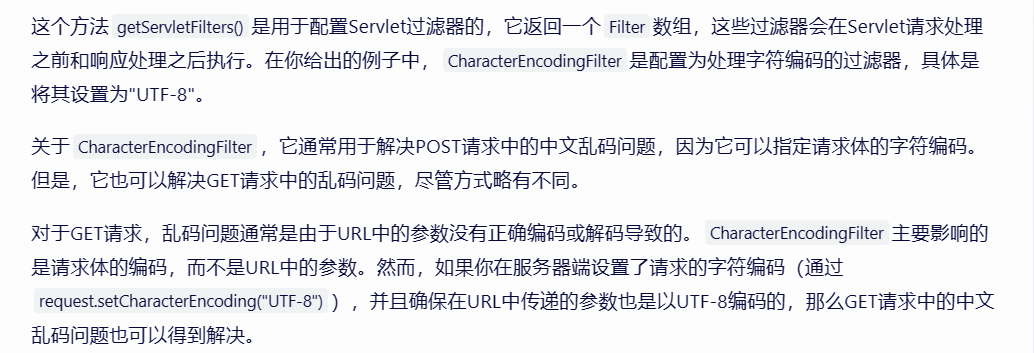 这个方法 getServletFilters() 是用于配置Servlet过滤器的，它返回一个 Filter 数组，这些过滤器会在Servlet请求处理
之前和响应处理之后执行。在你给出的例子中， CharacterEncodingFilter 是配置为处理字符编码的过滤器，具体是
将其设置为"UTF-8"。
关于 CharacterEncodingFilter ，它通常用于解决POST请求中的中文乱码问题，因为它可以指定请求体的字符编码。
但是，它也可以解决GET请求中的乱码问题，尽管方式略有不同。
对于GET请求，乱码问题通常是由于URL中的参数没有正确编码或解码导致的。 CharacterEncodingFilter 主要影响的
是请求体的编码，而不是URL中的参数。然而，如果你在服务器端设置了请求的字符编码（通过
request.setCharacterEncoding("UTF-8") ），并且确保在URL中传递的参数也是以UTF-8编码的，那么GET请求中的中文
乱码问题也可以得到解决。